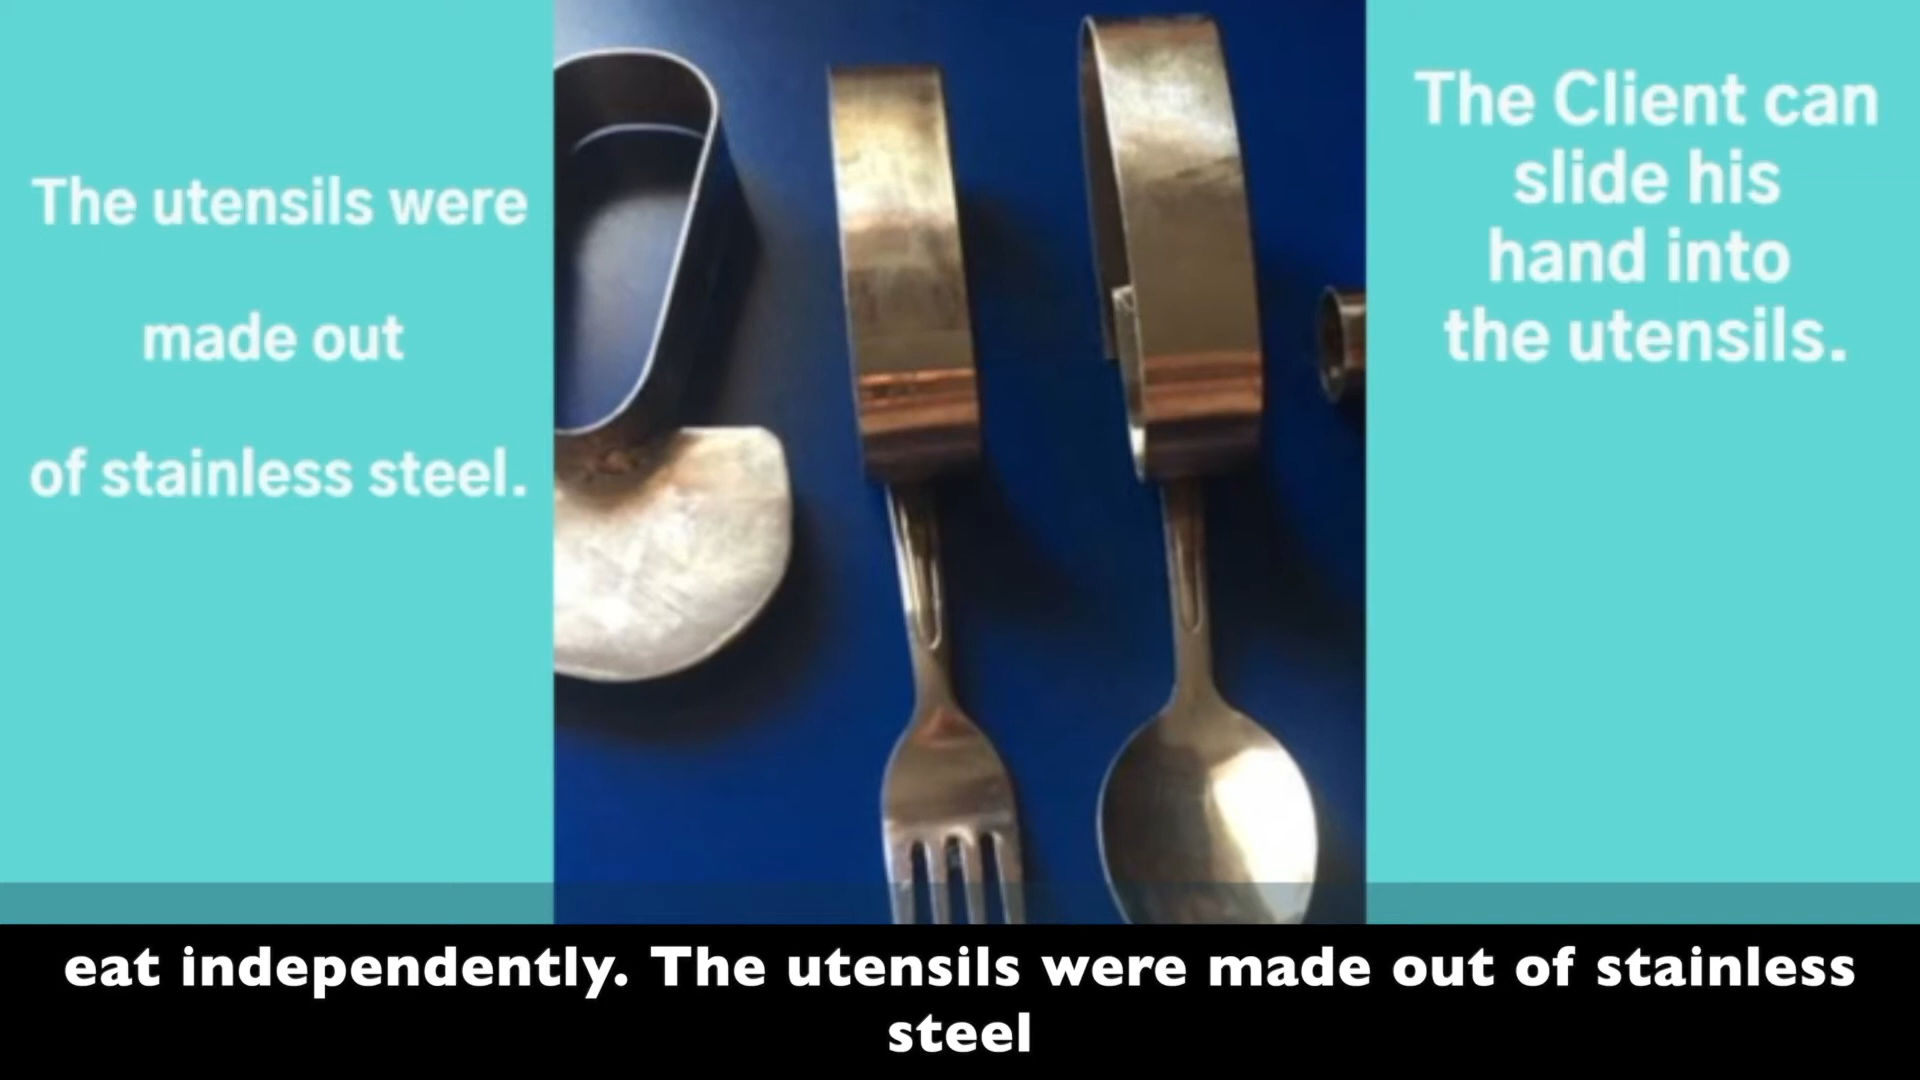 The utensils were
made out
of stainless steel.
The Client can
slide his
hand into
the utensils.
eat independently. The utensils were made out of stainless
steel